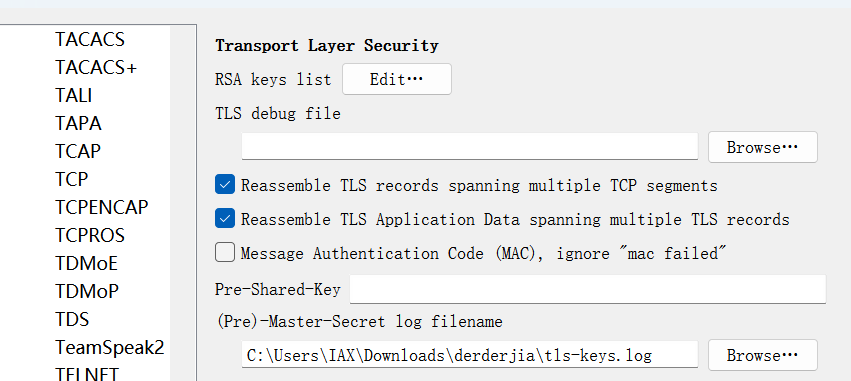 TACACS
TACACS+
TALI
TAPA
TCAP
TCP
TCPENCAP
TCPROS
TDMoE
TDMoP
TDS
TeamSpeak2
TELNET
Transport Layer Security
RSA keys list Edit…
TLS debug file
Browse…
Reassemble TLS records spanning multiple TCP segments
Reassemble TLS Application Data spanning multiple TLS records
Message Authentication Code (MAC), ignore "mac failed"
Pre-Shared-Key
(Pre)-Master-Secret log filename
C:\Users\IAX\Downloads\derderjia\tls-keys.log Browse…